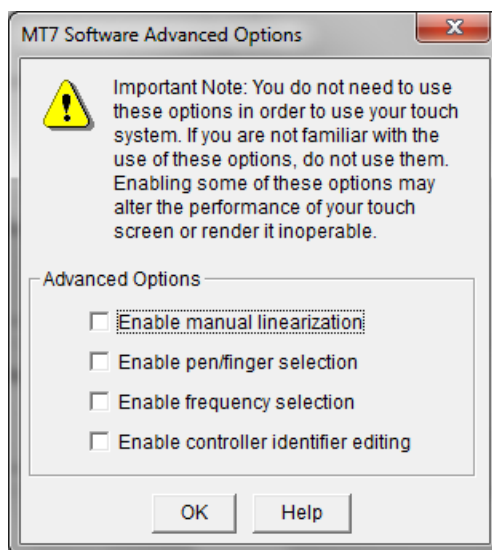 MT7 Software Advanced Options
Important Note: You do not need to use
these options in order to use your touch
system. If you are not familiar with the
use of these options, do not use them.
Enabling some of these options may
alter the performance of your touch
screen or render it inoperable.
Advanced Options
Enable manual linearization
Enable pen/finger selection
Enable frequency selection
Enable controller identifier editing
OK
Help